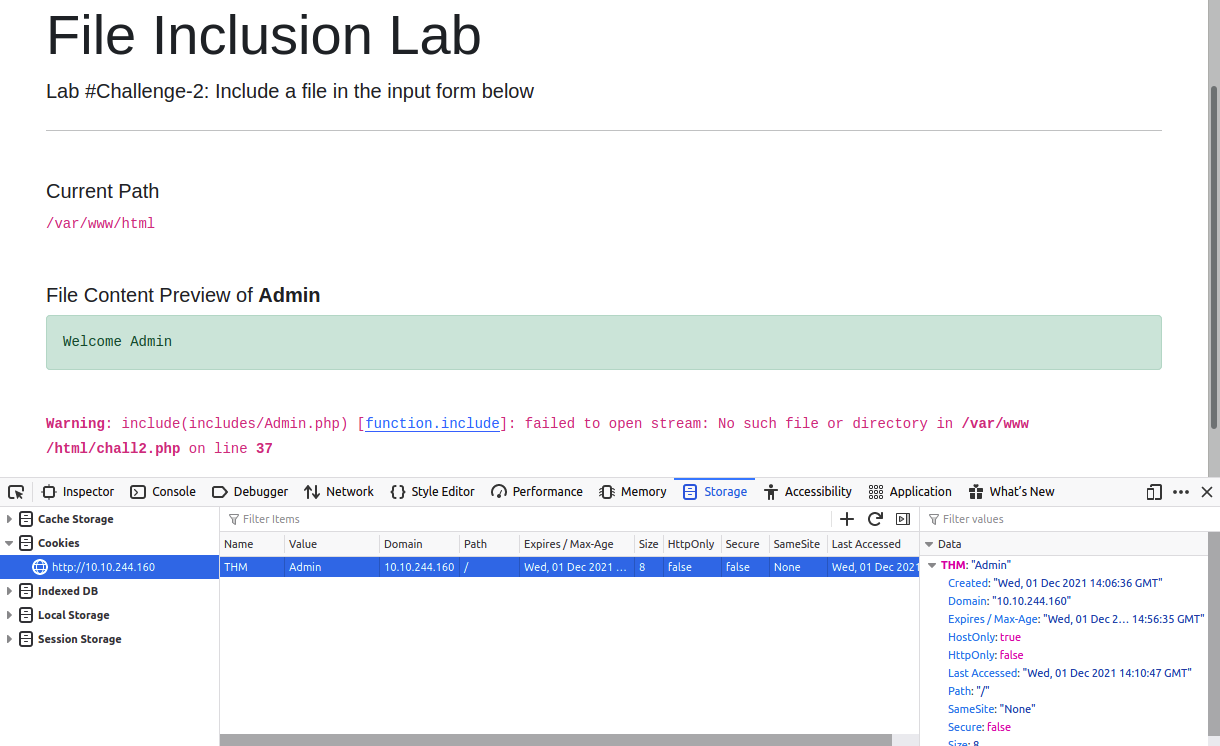 File Inclusion Lab
Lab #Challenge-2: Include a file in the input form below
Current Path
/var/www/html
File Content Preview of Admin
Welcome Admin
Warning: include(includes/Admin.php) [function.include]: failed to open stream: No such file or directory in /var/www
/html/chall2.php on line 37
Inspector Console Debugger Network Style Editor Performance Memory Storage Accessibility Application What's New
Cache Storage
Cookies
http://10.10.244.160
Indexed DB
Local Storage
Session Storage
Filter Items
Name Value Domain Path Expires / Max-Age Size HttpOnly Secure SameSite Last Accessed
THM Admin 10.10.244.160 / Wed, 01 Dec 2021 ... 8 false false None Wed, 01 Dec 2021
Filter values
Data
THM: "Admin"
Created: "Wed, 01 Dec 2021 14:06:36 GMT"
Domain: "10.10.244.160"
Expires / Max-Age: "Wed, 01 Dec 2... 14:56:35 GMT"
HostOnly: true
HttpOnly: false
Last Accessed: "Wed, 01 Dec 2021 14:10:47 GMT"
Path: "/"
SameSite: "None"
Secure: false
Size: 8